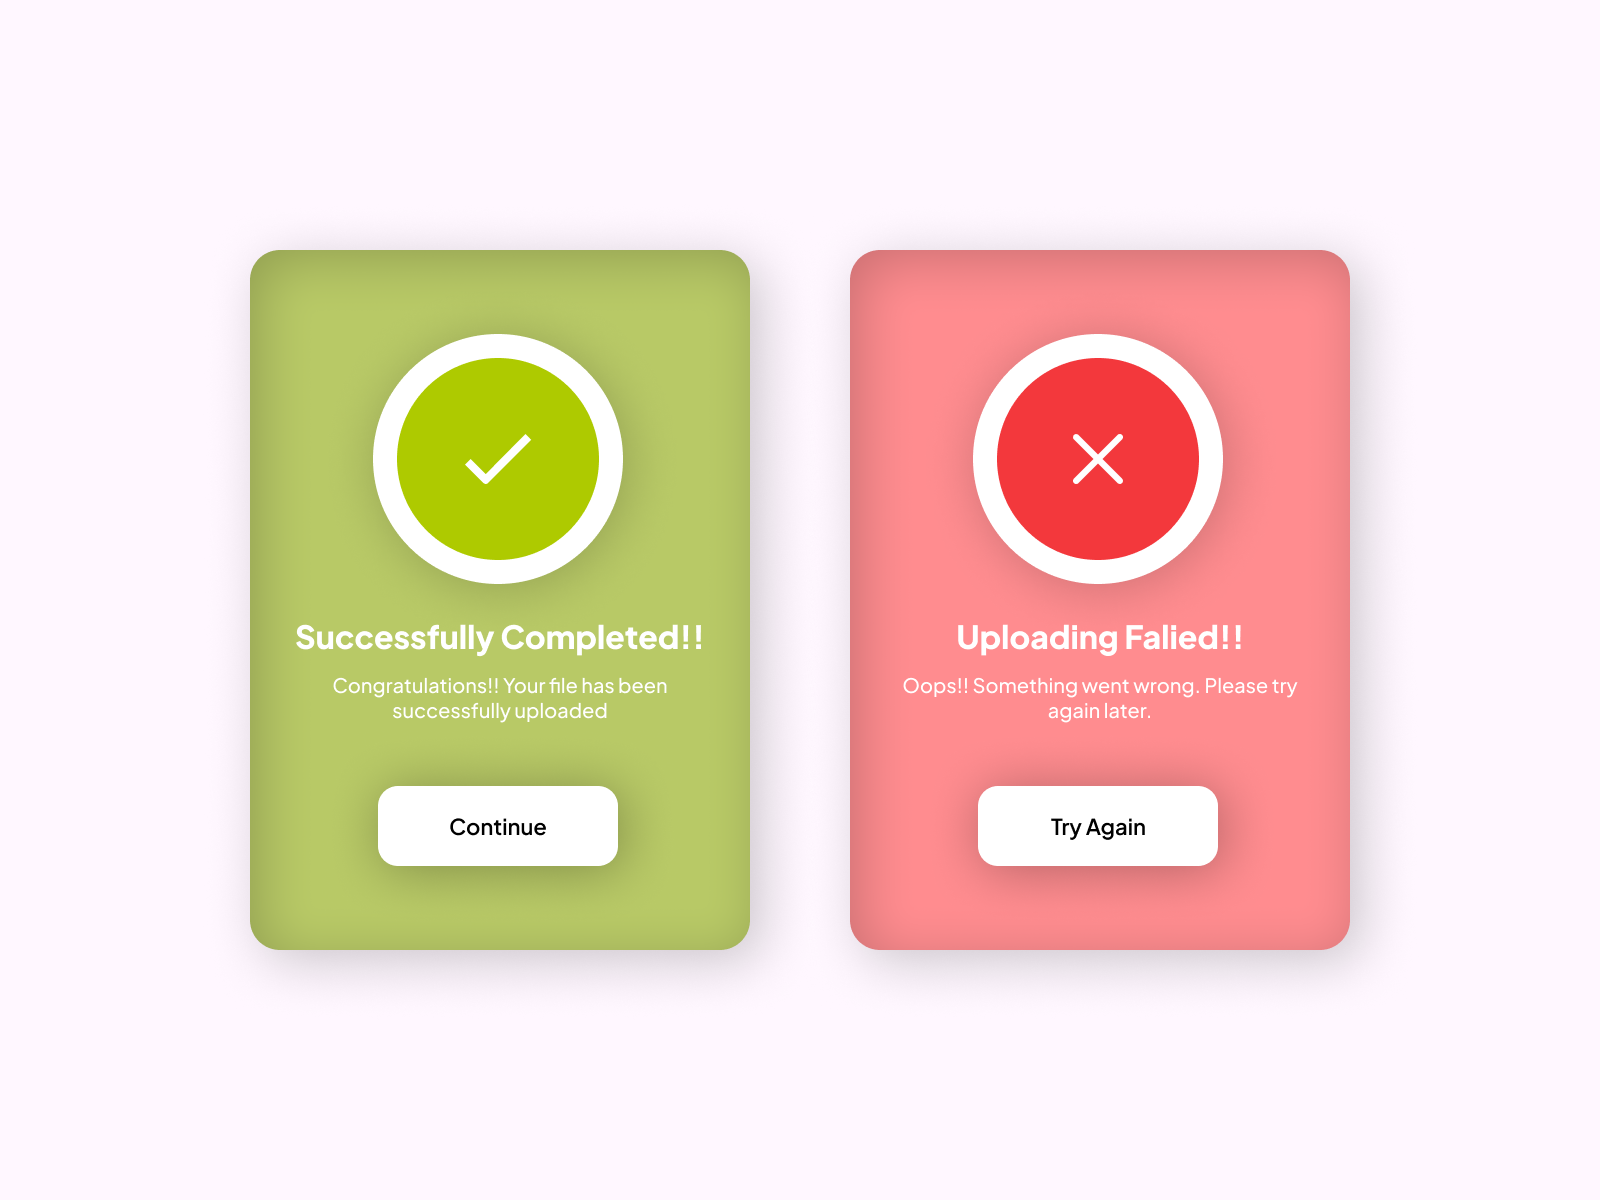 Successfully Completed!!
Congratulations!! Your file has been
successfully uploaded
Continue
Uploading Falied!!
Oops!! Something went wrong. Please try
again later.
Try Again